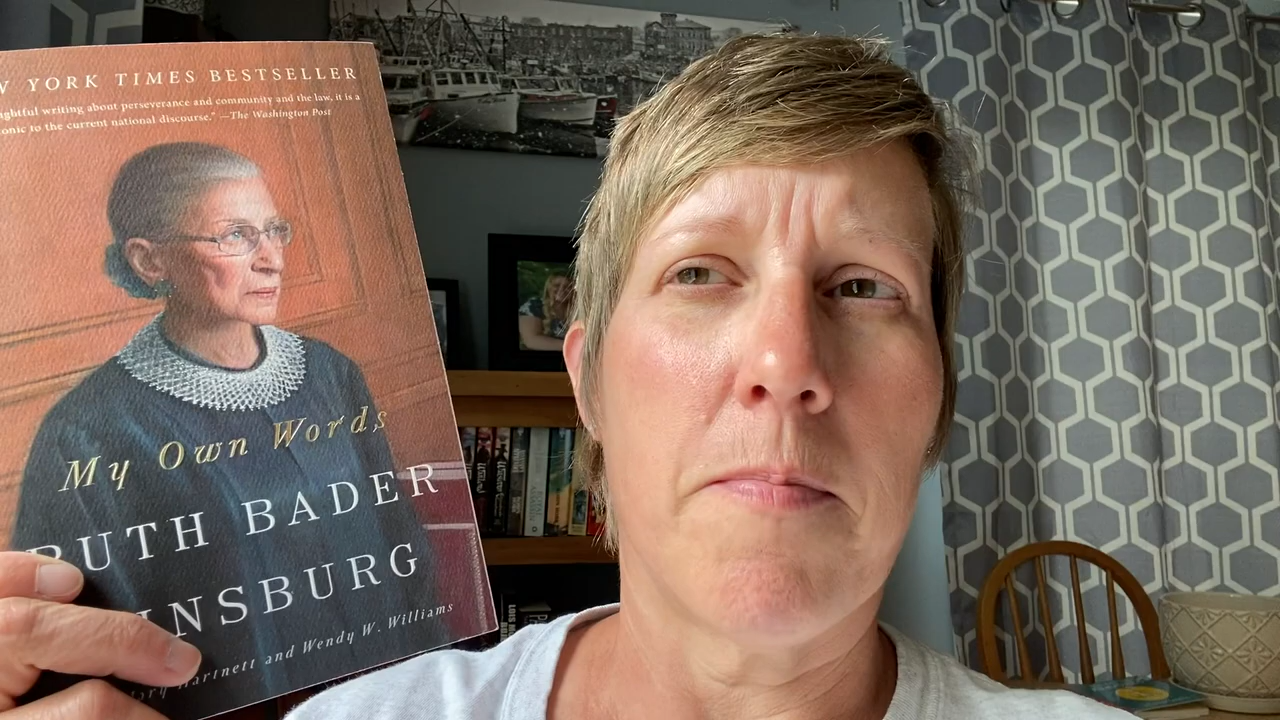 YORK TIMES BESTSELLER
writing about perseverance and community and the law, it is a
to the current national discourse." —The Washington Post
My Own Words
RUTH BADER
INSBURG
Hartnett and Wendy W. Williams